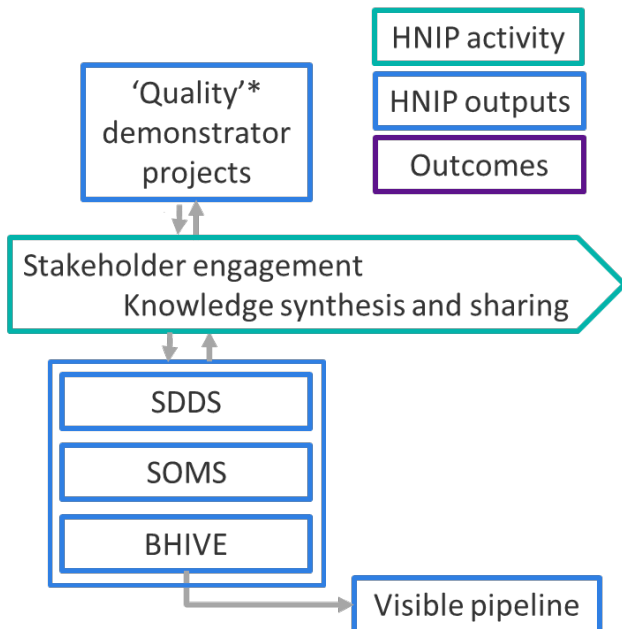 HNIP activity
‘Quality’*
demonstrator
projects
HNIP outputs
Outcomes
Stakeholder engagement
Knowledge synthesis and sharing
SDDS
SOMS
BHIVE
Visible pipeline